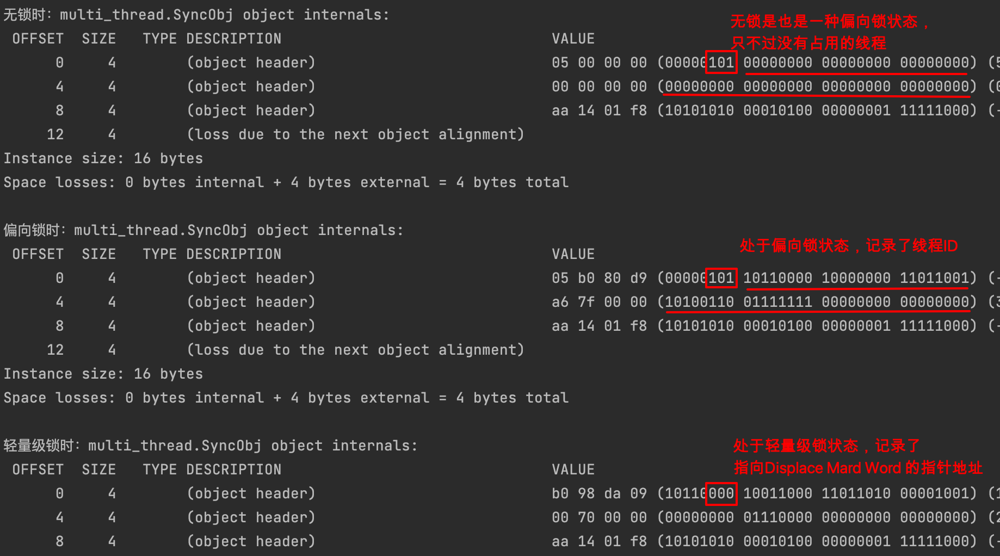 无锁时：multi_thread.SyncObj object internals:
无锁是也是一种偏向锁状态，
只不过没有占用的线程
OFFSET SIZE TYPE DESCRIPTION VALUE
0 4 (object header) 05 00 00 00 (00000101 00000000 00000000 00000000) (5
4 4 (object header) 00 00 00 00 (00000000 00000000 00000000 00000000) (0
8 4 (object header) aa 14 01 f8 (10101010 00010100 00000001 11111000) (-
12 4 (loss due to the next object alignment)
Instance size: 16 bytes
Space losses: 0 bytes internal + 4 bytes external = 4 bytes total
偏向锁时：multi_thread.SyncObj object internals:
处于偏向锁状态，记录了线程ID
OFFSET SIZE TYPE DESCRIPTION VALUE
0 4 (object header) 05 b0 80 d9 (00000101 10110000 10000000 11011001) (-
4 4 (object header) a6 7f 00 00 (10100110 01111111 00000000 00000000) (3
8 4 (object header) aa 14 01 f8 (10101010 00010100 00000001 11111000) (-
12 4 (loss due to the next object alignment)
Instance size: 16 bytes
Space losses: 0 bytes internal + 4 bytes external = 4 bytes total
轻量级锁时：multi_thread.SyncObj object internals:
处于轻量级锁状态，记录了
指向Displace Mard Word 的指针地址
OFFSET SIZE TYPE DESCRIPTION VALUE
0 4 (object header) b0 98 da 09 (10110000 10011000 11011010 00001001) (1
4 4 (object header) 00 70 00 00 (00000000 01110000 00000000 00000000) (2
8 4 (object header) aa 14 01 f8 (10101010 00010100 00000001 11111000) (-